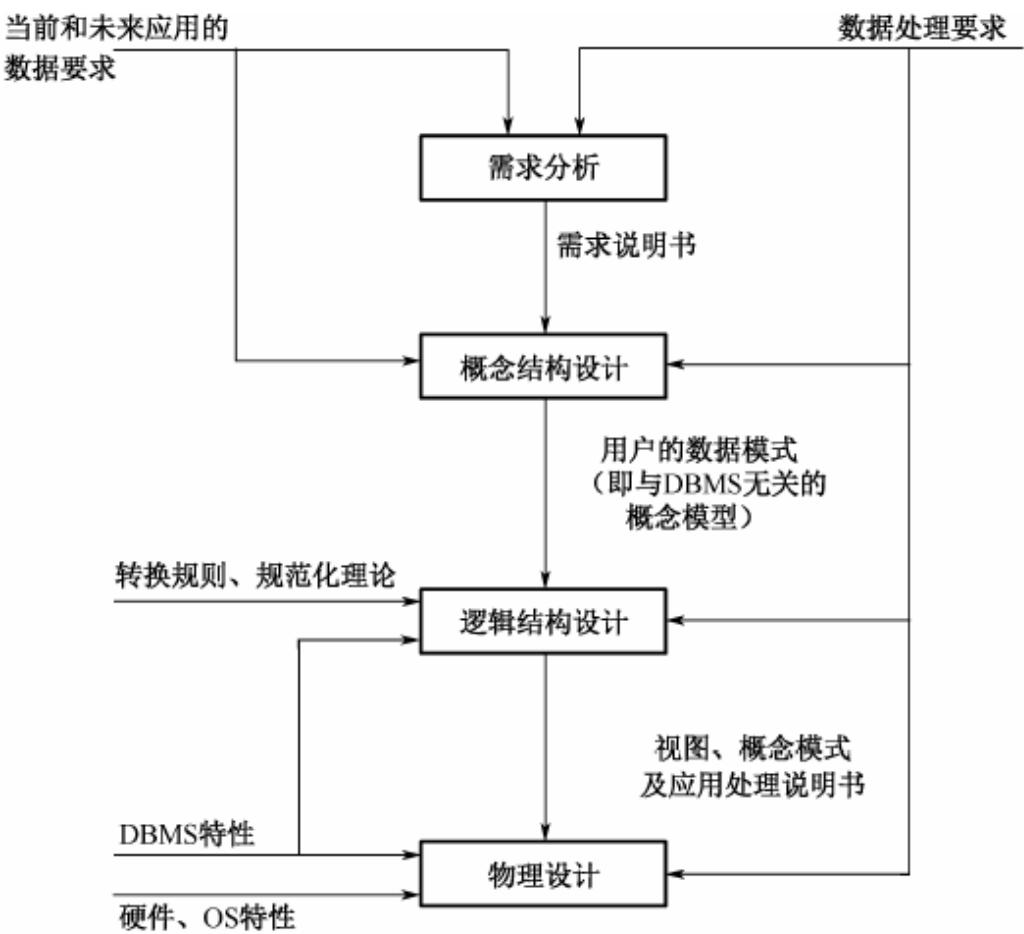 当前和未来应用的
数据要求
数据处理要求
需求分析
需求说明书
概念结构设计
用户的数据模式
（即与DBMS无关的
概念模型）
转换规则、规范化理论
逻辑结构设计
视图、概念模式
及应用处理说明书
DBMS特性
物理设计
硬件、OS特性